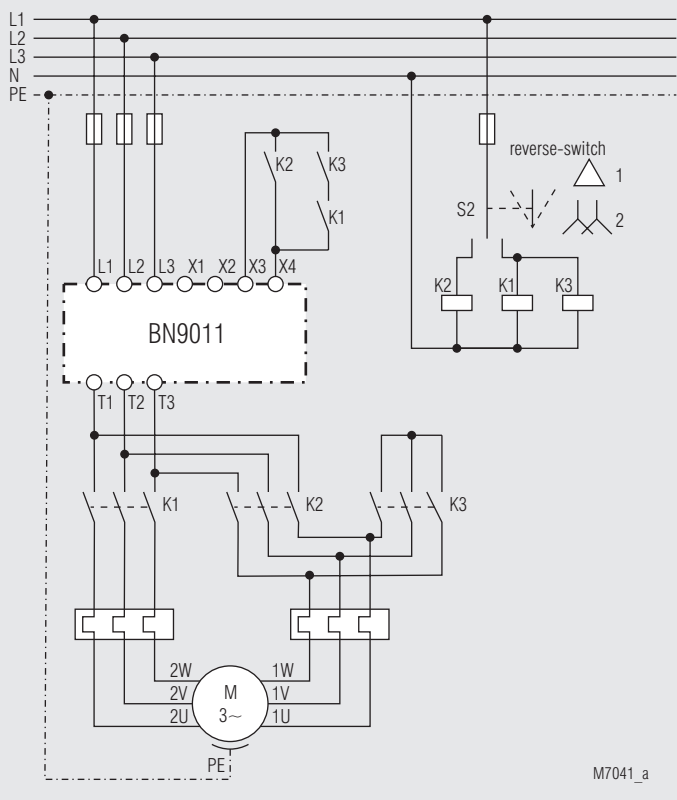 L1
L2
L3
N
PE
reverse-switch
K2 K3
1
S2
K1
2
L1 L2 L3 X1 X2 X3 X4
K2 K1 K3
BN9011
T1 T2 T3
K1 K2 K3
2W 1W
M
2V 1V
3~
2U 1U
PE
M7041_a